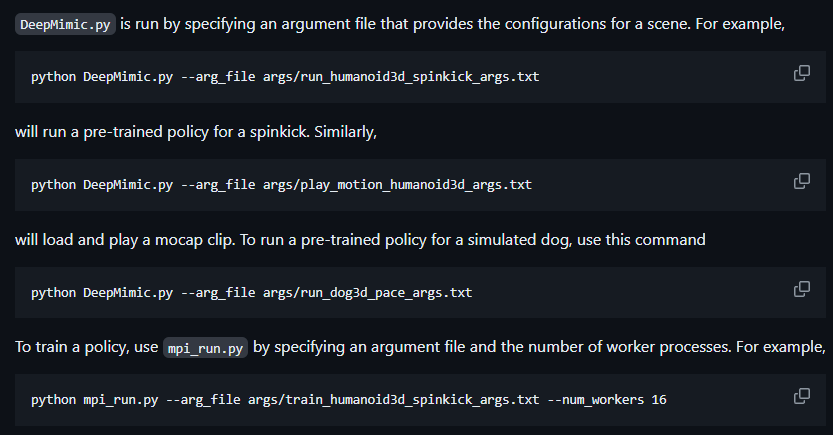 DeepMimic.py is run by specifying an argument file that provides the configurations for a scene. For example,
python DeepMimic.py --arg_file args/run_humanoid3d_spinkick_args.txt
will run a pre-trained policy for a spinkick. Similarly,
python DeepMimic.py --arg_file args/play_motion_humanoid3d_args.txt
will load and play a mocap clip. To run a pre-trained policy for a simulated dog, use this command
python DeepMimic.py --arg_file args/run_dog3d_pace_args.txt
To train a policy, use mpi_run.py by specifying an argument file and the number of worker processes. For example,
python mpi_run.py --arg_file args/train_humanoid3d_spinkick_args.txt --num_workers 16